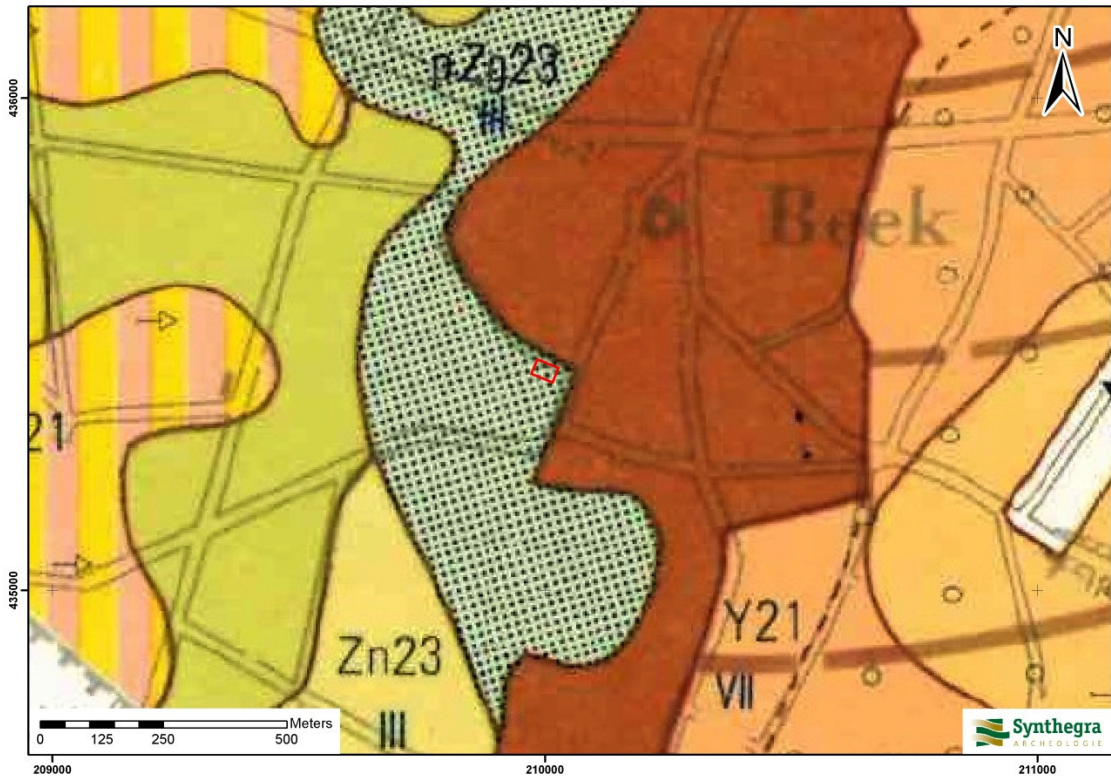 N
436000
435000
pZg23
III
6
Beek
21
Zn23
III
Y21
VII
Meters
0 125 250 500
Synthegra
ARCHEOLOGIE
209000 210000 211000